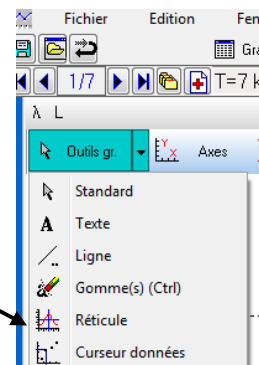 Fichier Edition Fen
Gra
1/7 T=7 k
λ L
Outils gr. Y x Axes
Standard
A Texte
Ligne
Gomme(s) (Ctrl)
Réticule
Curseur données